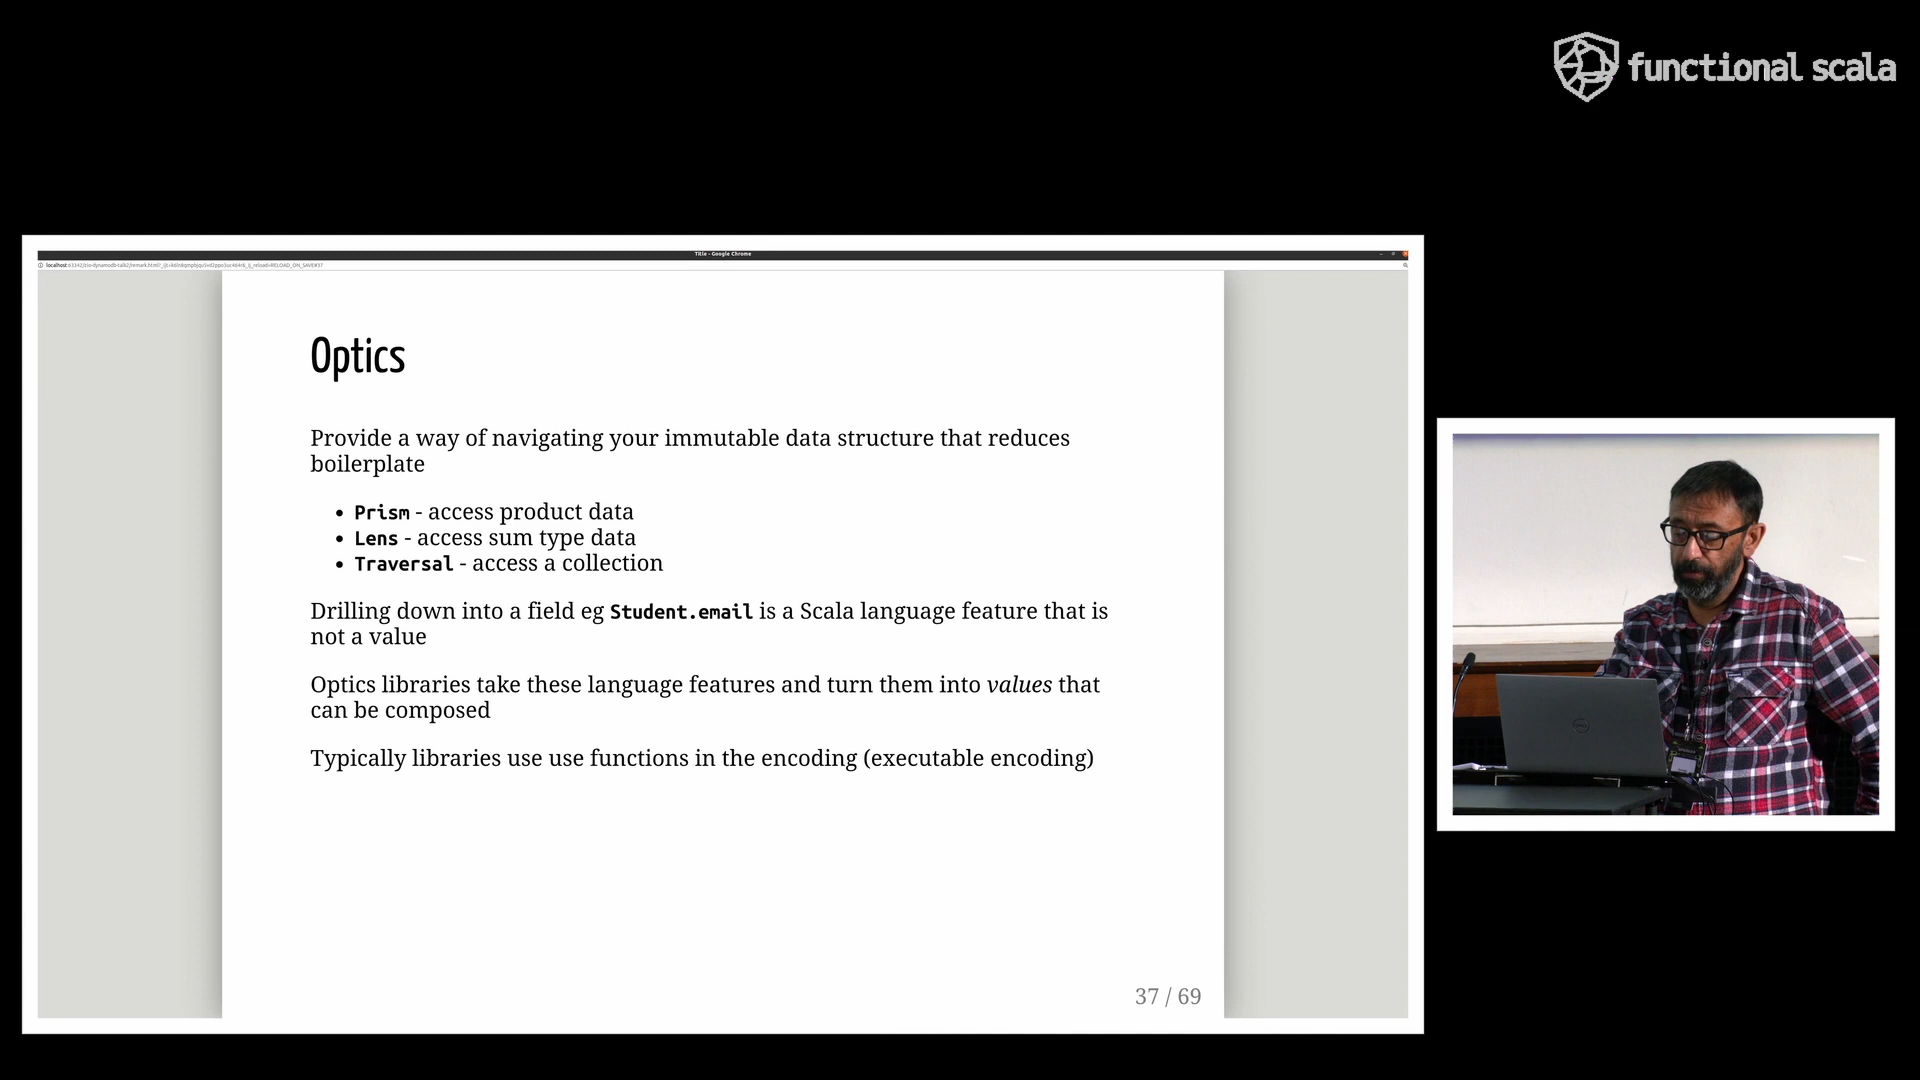 functional scala
Title - Google Chrome
Optics
Provide a way of navigating your immutable data structure that reduces
boilerplate
• Prism - access product data
• Lens - access sum type data
• Traversal - access a collection
Drilling down into a field eg Student.email is a Scala language feature that is
not a value
Optics libraries take these language features and turn them into values that
can be composed
Typically libraries use use functions in the encoding (executable encoding)
37 / 69